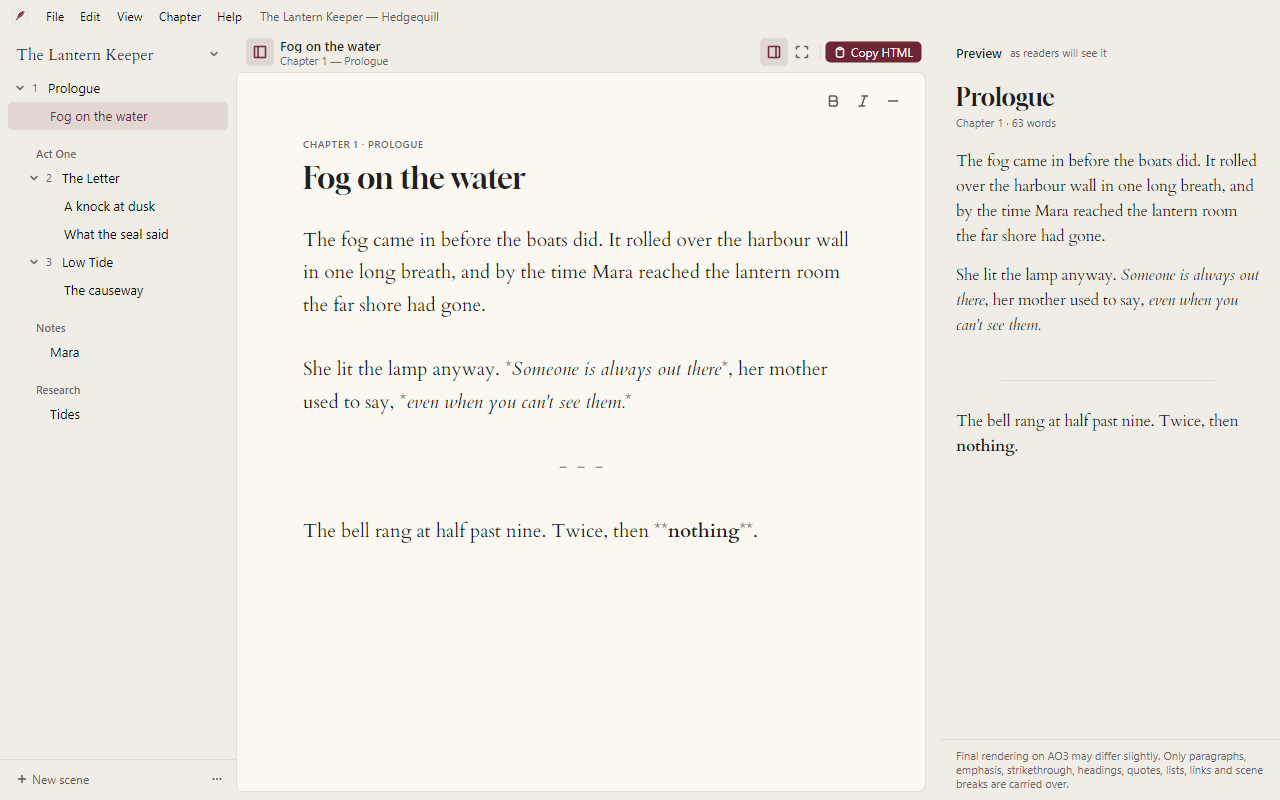 File Edit View Chapter Help The Lantern Keeper — Hedgequill
The Lantern Keeper
1 Prologue
Fog on the water
Act One
2 The Letter
A knock at dusk
What the seal said
3 Low Tide
The causeway
Notes
Mara
Research
Tides
+ New scene ...
Fog on the water
Chapter 1 — Prologue
Copy HTML
B I —
CHAPTER 1 · PROLOGUE
Fog on the water
The fog came in before the boats did. It rolled over the harbour wall
in one long breath, and by the time Mara reached the lantern room
the far shore had gone.
She lit the lamp anyway. *Someone is always out there*, her mother
used to say, *even when you can't see them.*
– – –
The bell rang at half past nine. Twice, then **nothing**.
Preview as readers will see it
Prologue
Chapter 1 · 63 words
The fog came in before the boats did. It rolled
over the harbour wall in one long breath, and
by the time Mara reached the lantern room
the far shore had gone.
She lit the lamp anyway. Someone is always out
there, her mother used to say, even when you
can't see them.
The bell rang at half past nine. Twice, then
nothing.
Final rendering on AO3 may differ slightly. Only paragraphs,
emphasis, strikethrough, headings, quotes, lists, links and scene
breaks are carried over.